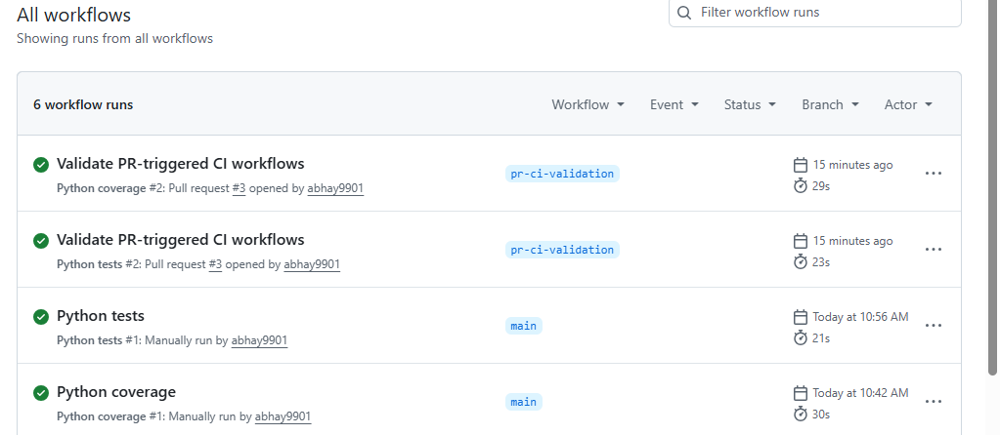 All workflows
Filter workflow runs
Showing runs from all workflows
6 workflow runs
Workflow
Event
Status
Branch
Actor
Validate PR-triggered CI workflows
Python coverage #2: Pull request #3 opened by abhay9901
pr-ci-validation
15 minutes ago
29s
Validate PR-triggered CI workflows
Python tests #2: Pull request #3 opened by abhay9901
pr-ci-validation
15 minutes ago
23s
Python tests
Python tests #1: Manually run by abhay9901
main
Today at 10:56 AM
21s
Python coverage
Python coverage #1: Manually run by abhay9901
main
Today at 10:42 AM
30s